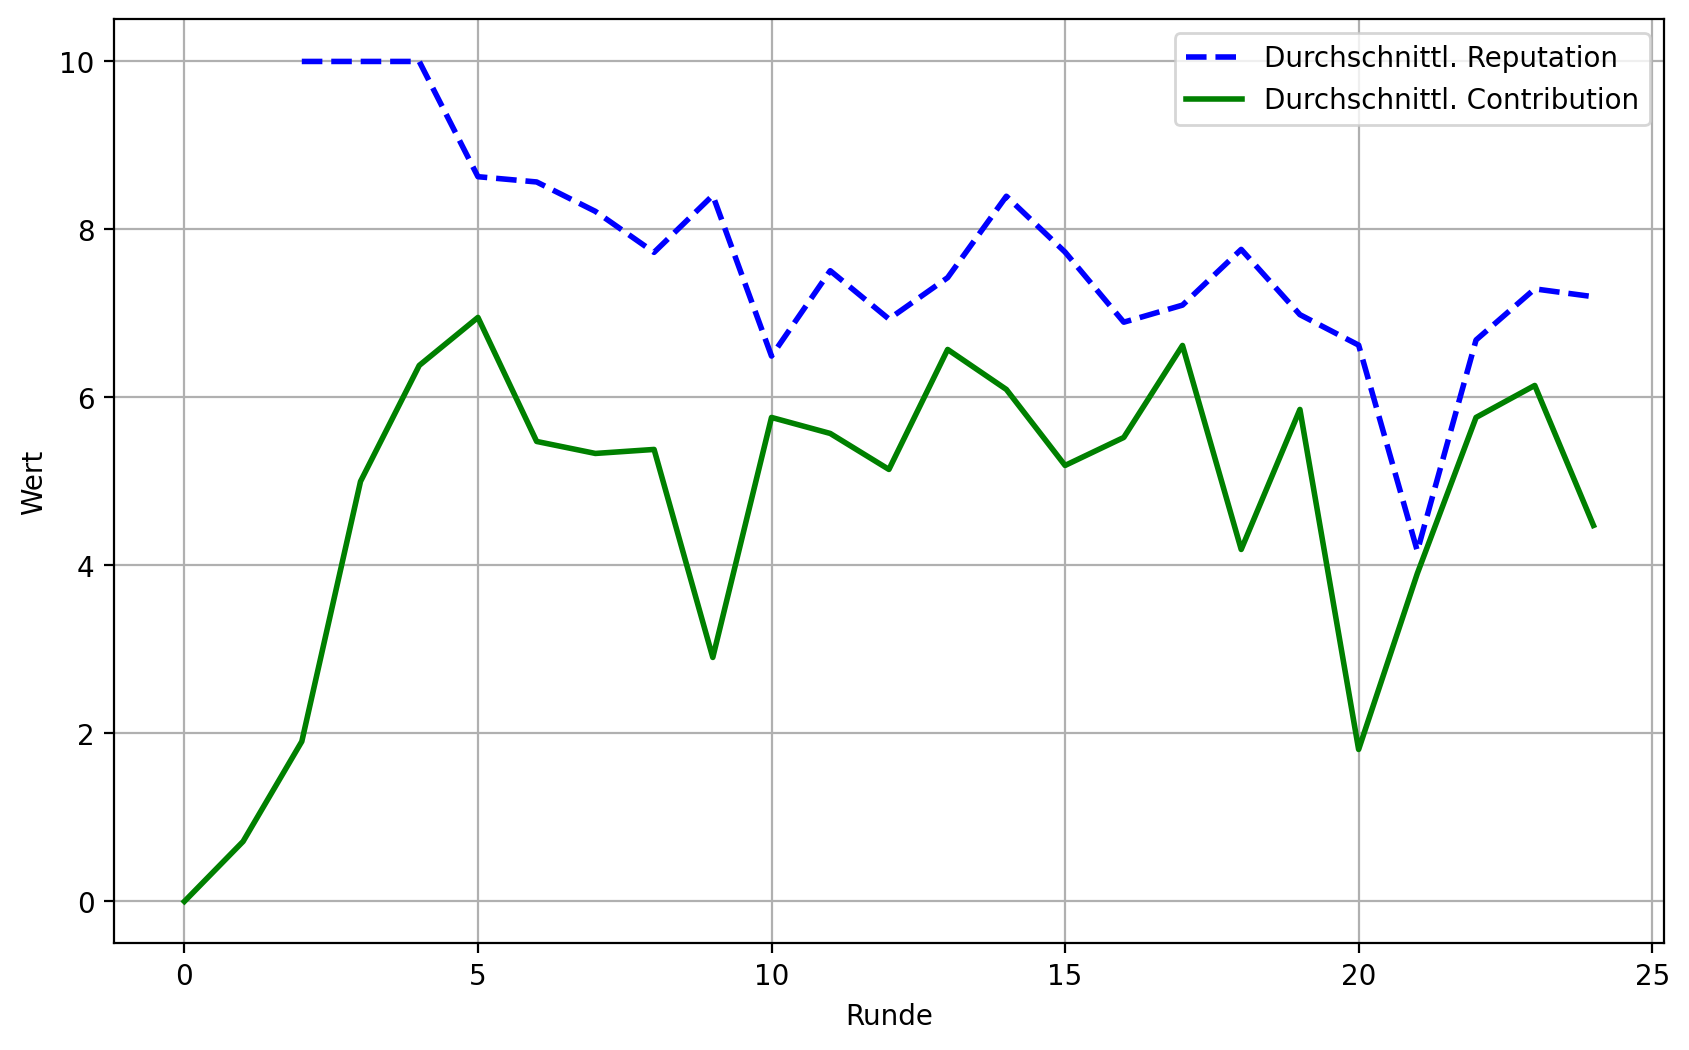 Durchschnittl. Reputation
Durchschnittl. Contribution
10
8
6
4
2
0
Wert
0 5 10 15 20 25
Runde